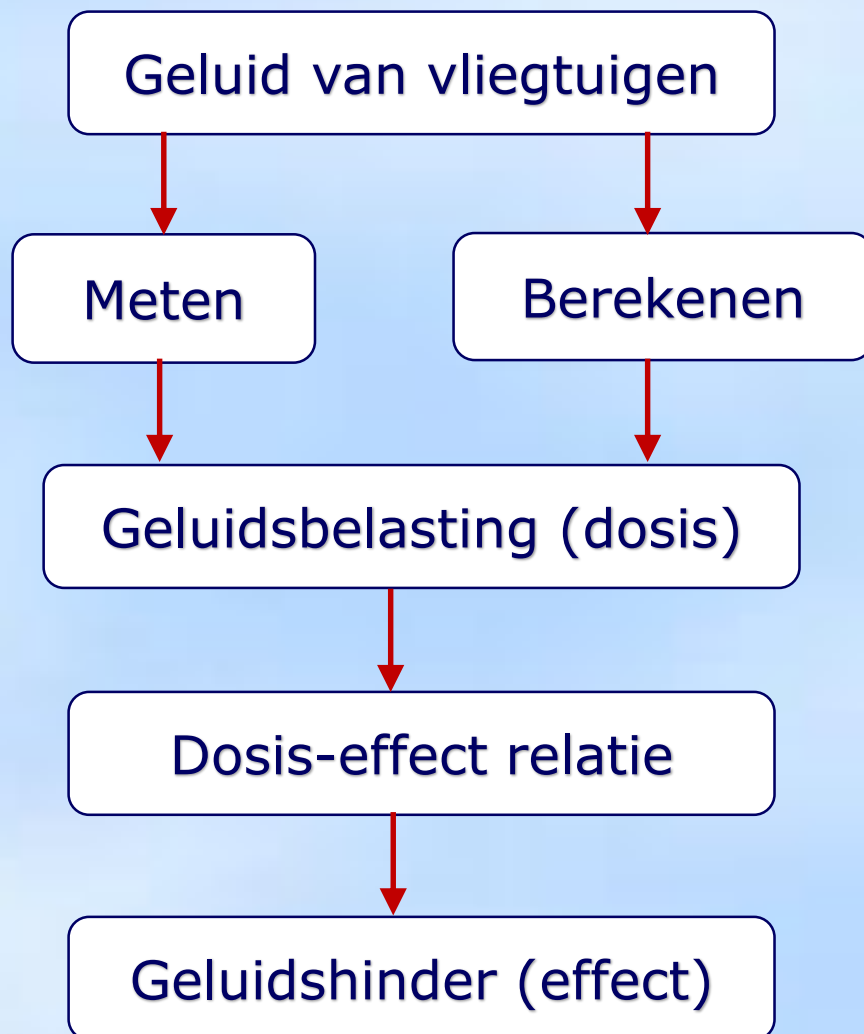 Geluid van vliegtuigen
Meten
Berekenen
Geluidsbelasting (dosis)
Dosis-effect relatie
Geluidshinder (effect)